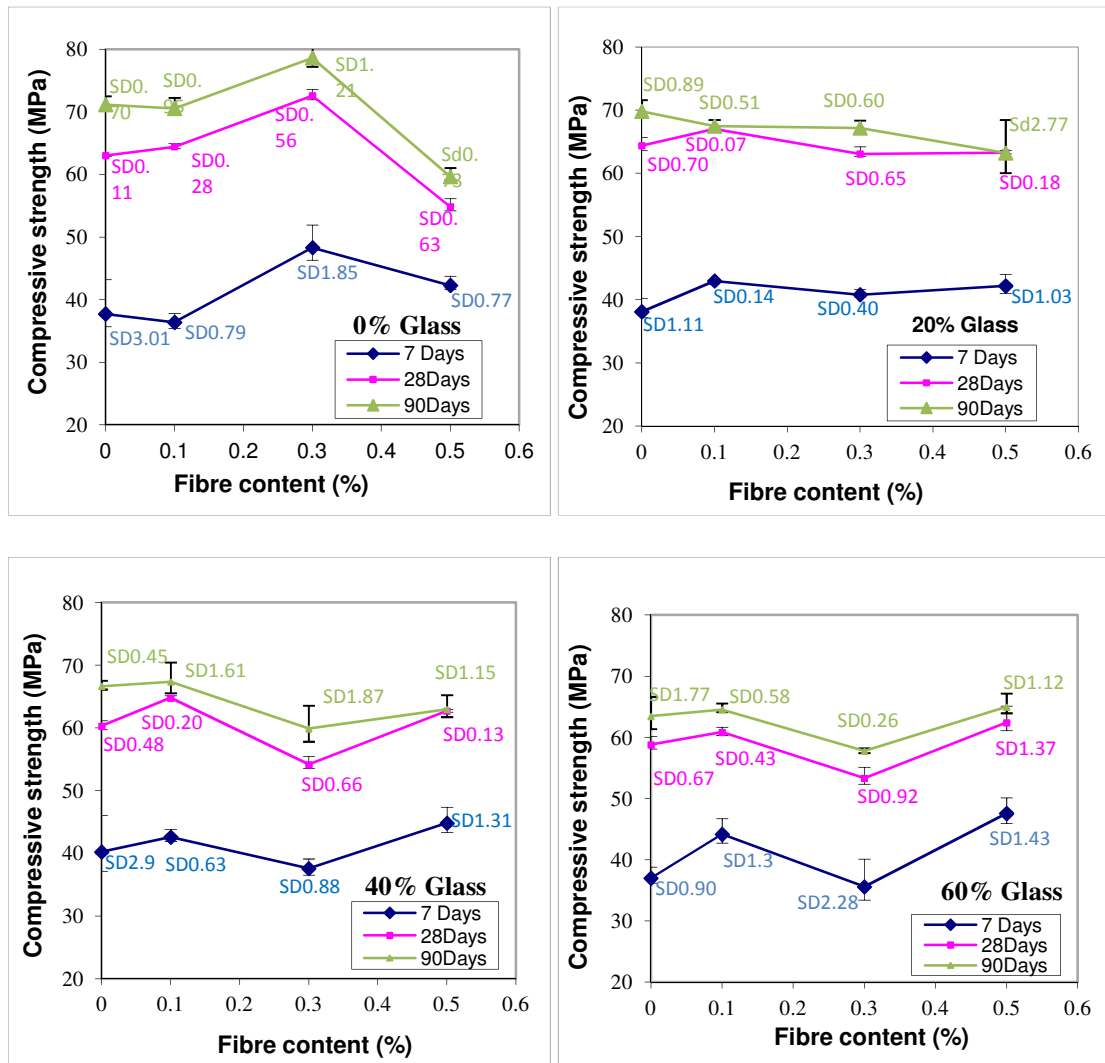 Compressive strength (MPa)
80
70
60
50
40
30
20
SD0.
70
SD0.
SD1.
21
Sd0.
73
SD0.
11
SD0.
28
SD0.
56
SD0.
63
SD3.01
SD0.79
SD1.85
SD0.77
0% Glass
7 Days
28Days
90Days
0 0.1 0.2 0.3 0.4 0.5 0.6
Fibre content (%)
Compressive strength (MPa)
80
70
60
50
40
30
20
SD0.89
SD0.51
SD0.60
Sd2.77
SD0.70
SD0.07
SD0.65
SD0.18
SD1.11
SD0.14
SD0.40
SD1.03
20% Glass
7 Days
28Days
90Days
0 0.1 0.2 0.3 0.4 0.5 0.6
Fibre content (%)
Compressive strength (MPa)
80
70
60
50
40
30
20
SD0.45
SD1.61
SD1.87
SD1.15
SD0.48
SD0.20
SD0.66
SD0.13
SD2.9
SD0.63
SD0.88
SD1.31
40% Glass
7 Days
28Days
90Days
0 0.1 0.2 0.3 0.4 0.5 0.6
Fibre content (%)
Compressive strength (MPa)
80
70
60
50
40
30
20
SD1.77
SD0.58
SD0.26
SD1.12
SD0.67
SD0.43
SD0.92
SD1.37
SD0.90
SD1.3
SD2.28
SD1.43
60% Glass
7 Days
28Days
90Days
0 0.1 0.2 0.3 0.4 0.5 0.6
Fibre content (%)